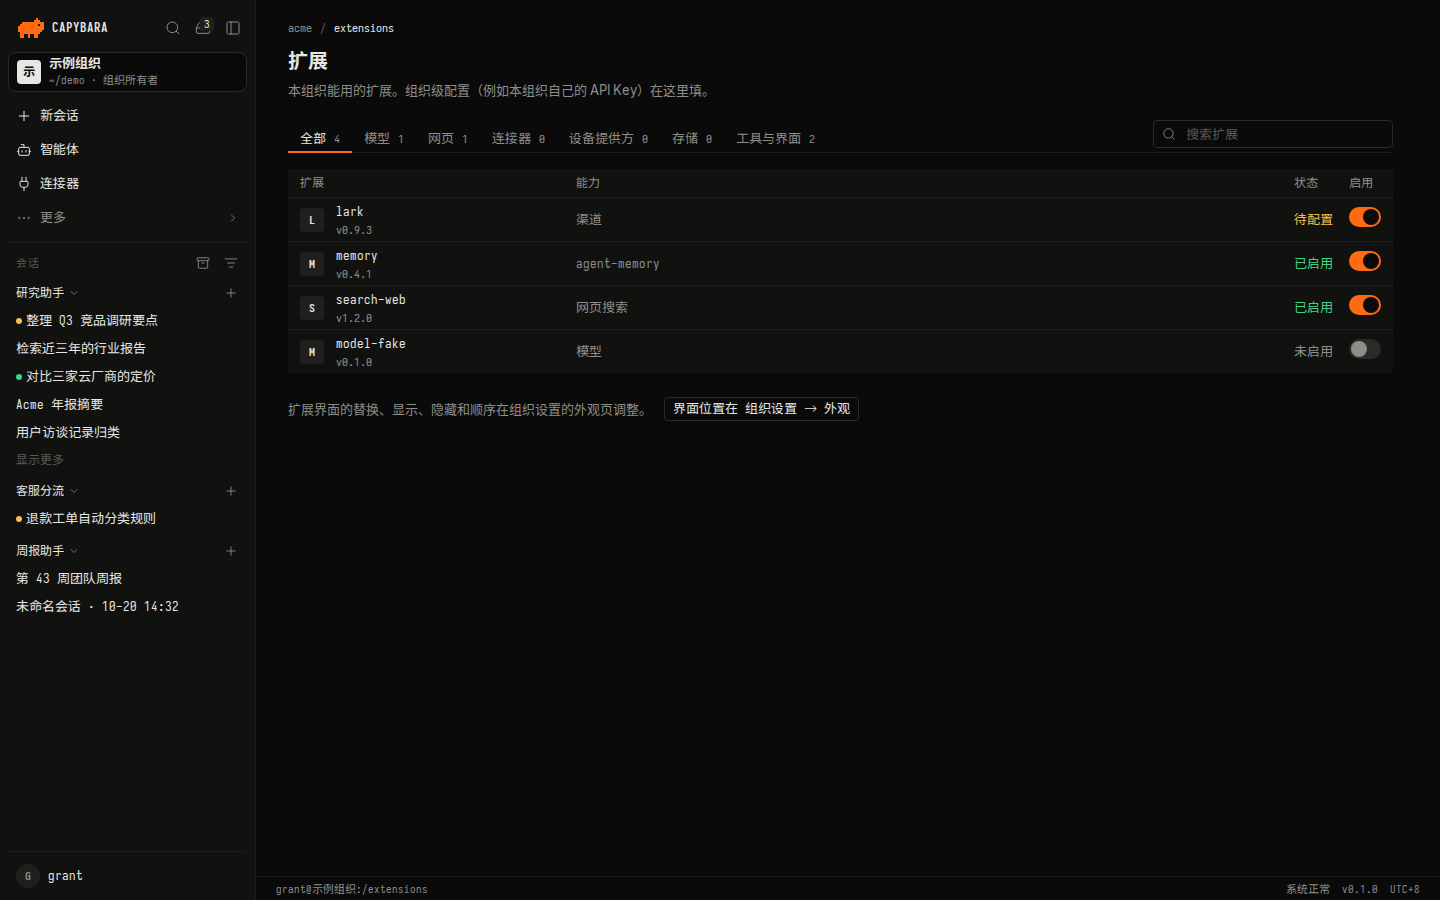 CAPYBARA
3
示 示例组织
~/demo · 组织所有者
新会话
智能体
连接器
更多
会话
研究助手
整理 Q3 竞品调研要点
检索近三年的行业报告
对比三家云厂商的定价
Acme 年报摘要
用户访谈记录归类
显示更多
客服分流
退款工单自动分类规则
周报助手
第 43 周团队周报
未命名会话 · 10-20 14:32
G grant
acme / extensions
扩展
本组织能用的扩展。组织级配置（例如本组织自己的 API Key）在这里填。
全部 4 模型 1 网页 1 连接器 0 设备提供方 0 存储 0 工具与界面 2
搜索扩展
扩展 能力 状态 启用
L lark 渠道 待配置
v0.9.3
M memory agent-memory 已启用
v0.4.1
S search-web 网页搜索 已启用
v1.2.0
M model-fake 模型 未启用
v0.1.0
扩展界面的替换、显示、隐藏和顺序在组织设置的外观页调整。 界面位置在 组织设置 → 外观
grant@示例组织:/extensions
系统正常 v0.1.0 UTC+8